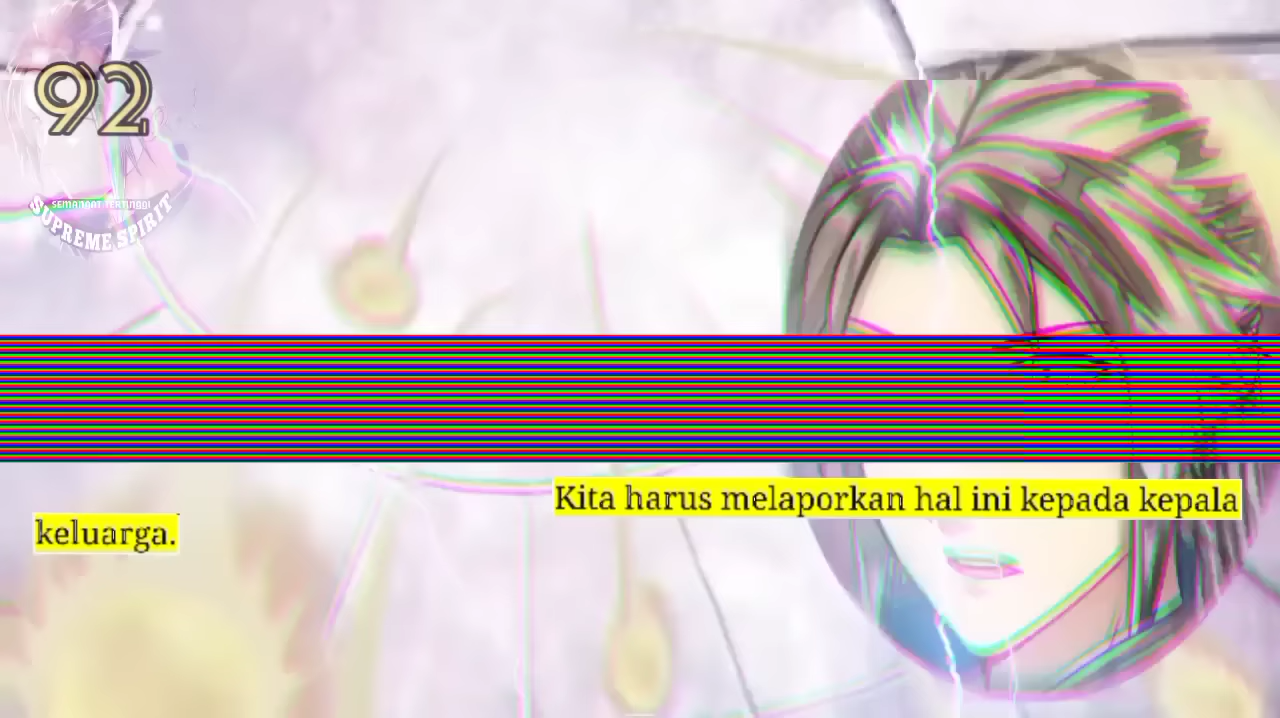 92
SEMANGAT TERTINGGI
SUPREME SPIRIT
Kita harus melaporkan hal ini kepada kepala
keluarga.